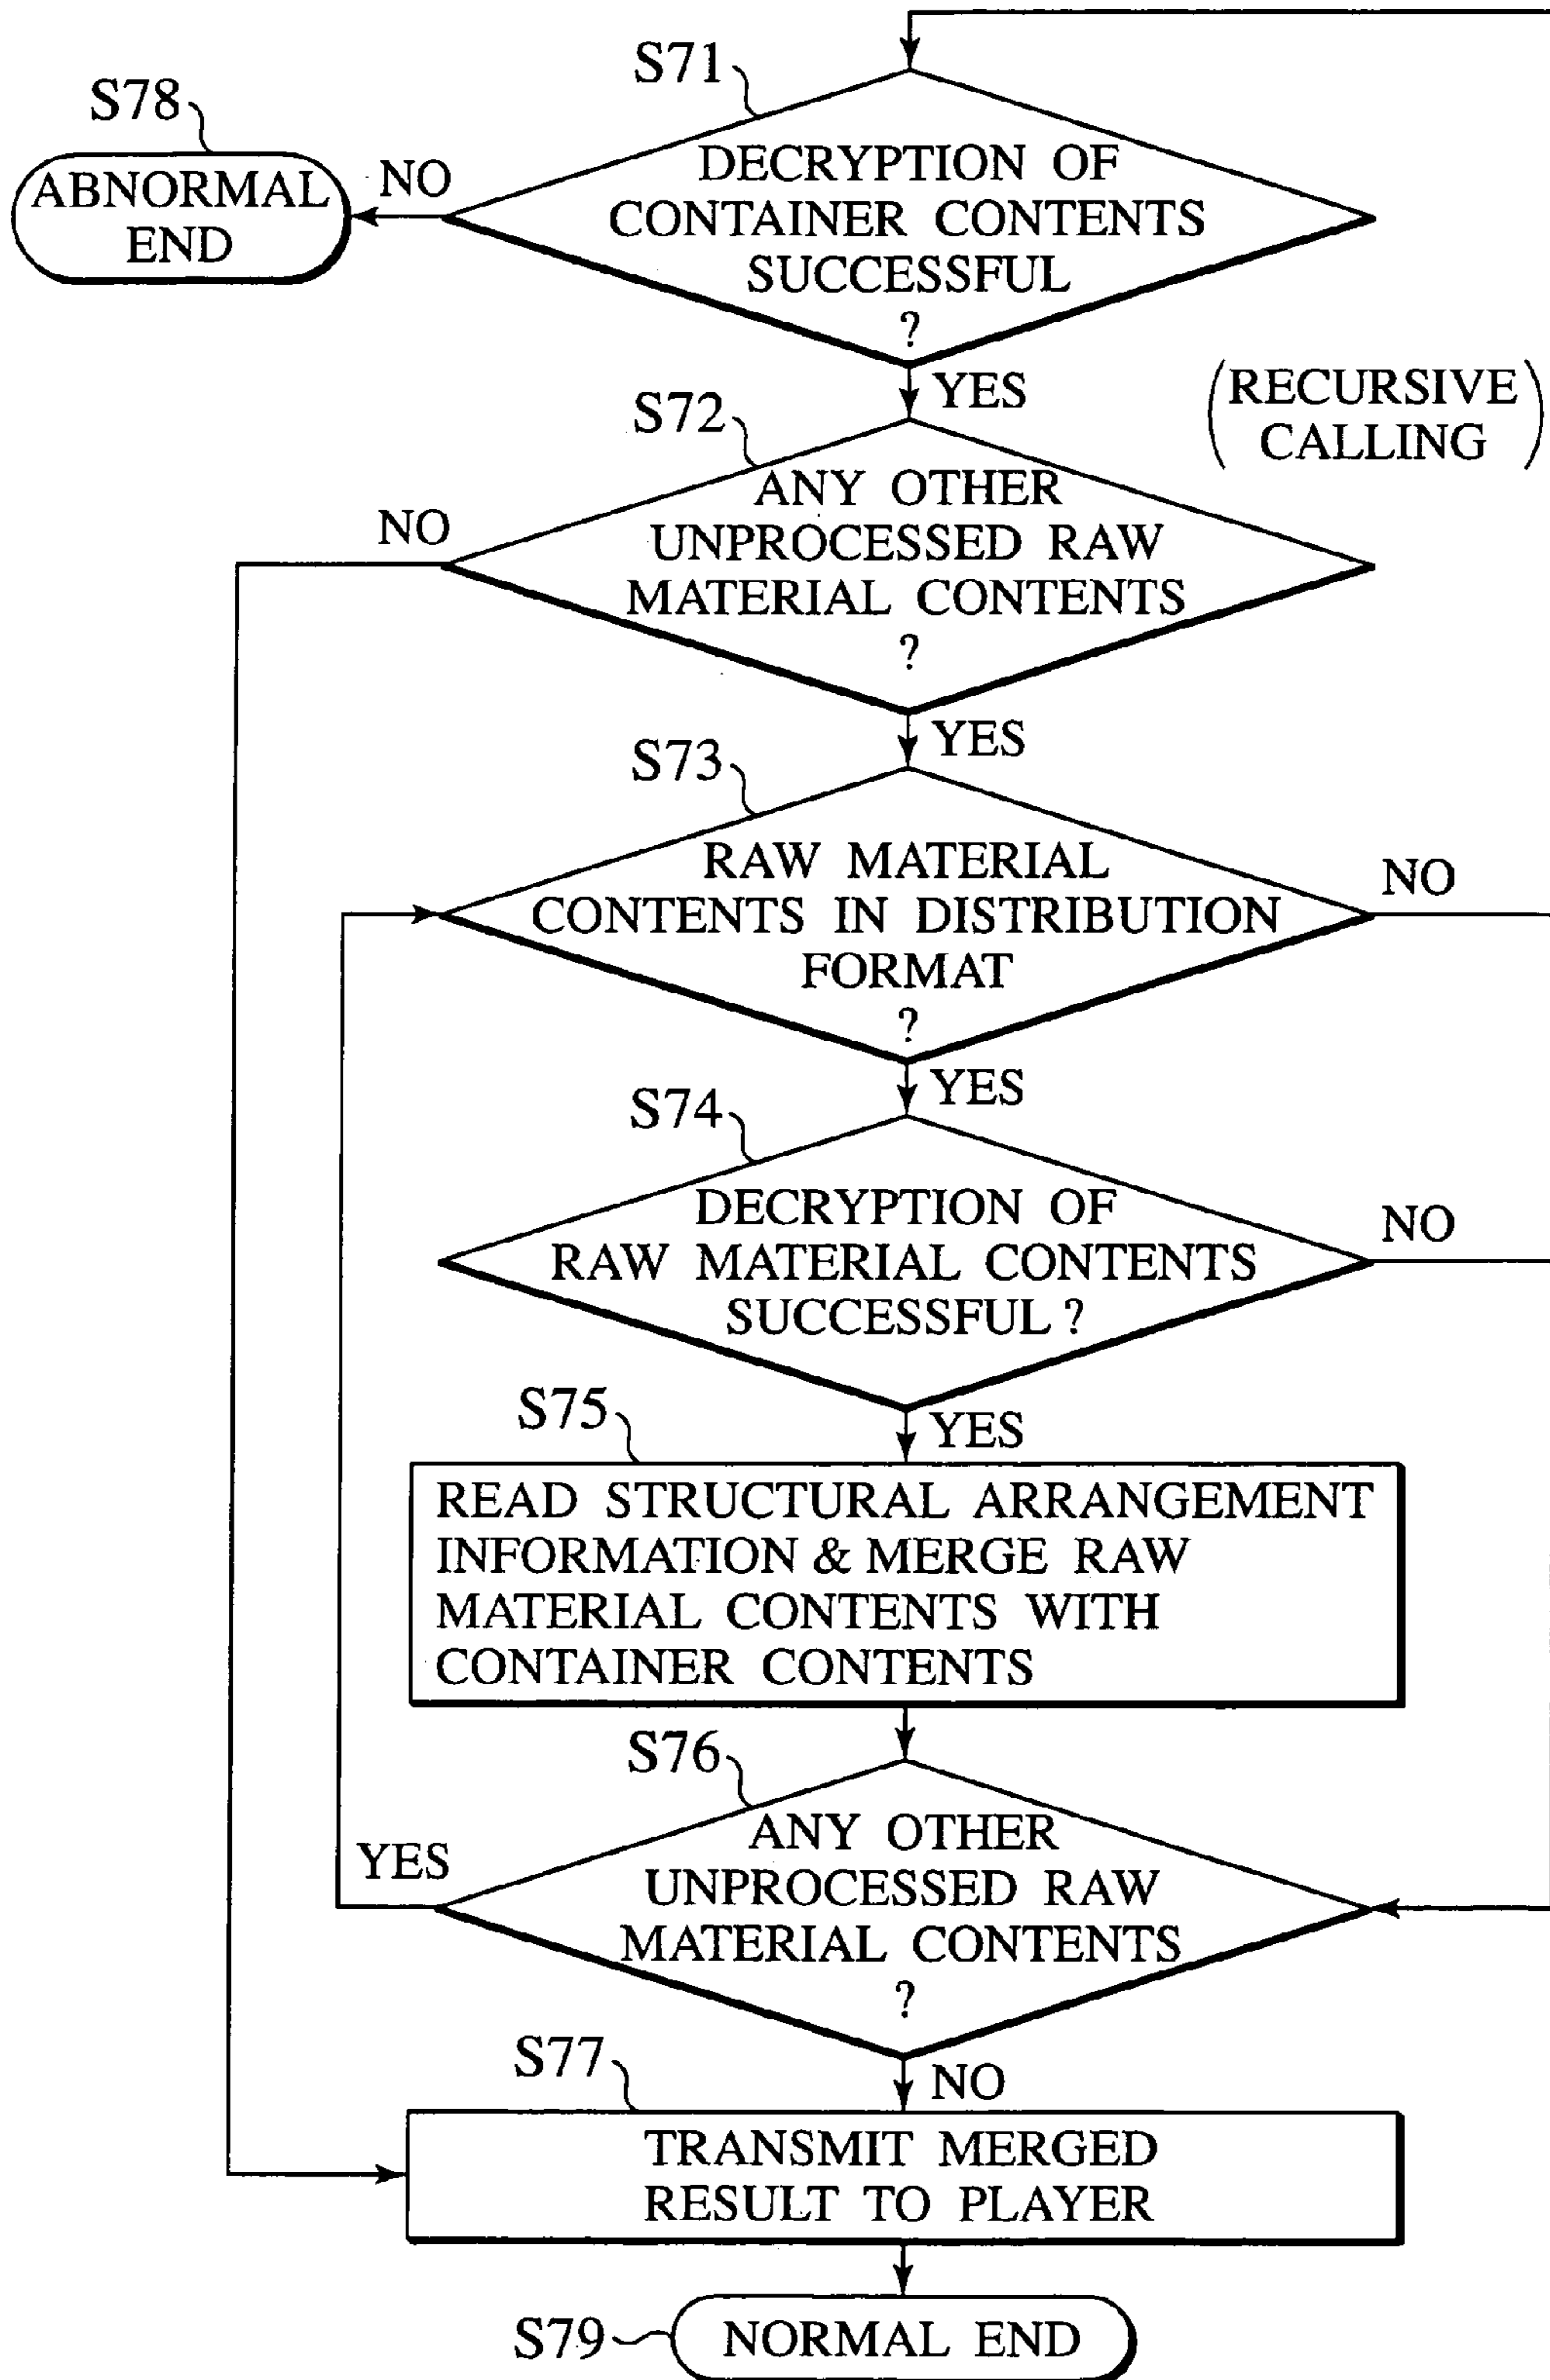 S71
S78
DECRYPTION OF
CONTAINER CONTENTS
SUCCESSFUL
?
NO
ABNORMAL
END
YES
(RECURSIVE
CALLING)
S72
ANY OTHER
UNPROCESSED RAW
MATERIAL CONTENTS
?
NO
YES
S73
RAW MATERIAL
CONTENTS IN DISTRIBUTION
FORMAT
?
NO
YES
S74
DECRYPTION OF
RAW MATERIAL CONTENTS
SUCCESSFUL ?
NO
YES
S75
READ STRUCTURAL ARRANGEMENT
INFORMATION & MERGE RAW
MATERIAL CONTENTS WITH
CONTAINER CONTENTS
S76
ANY OTHER
UNPROCESSED RAW
MATERIAL CONTENTS
?
YES
NO
S77
TRANSMIT MERGED
RESULT TO PLAYER
S79
NORMAL END